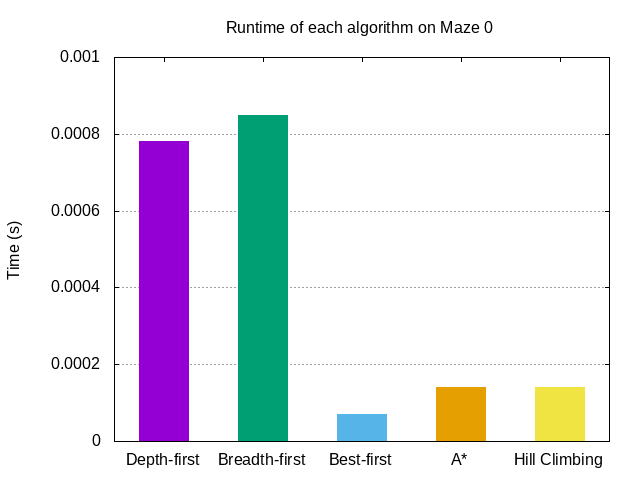 Runtime of each algorithm on Maze 0
0.001
0.0008
0.0006
0.0004
0.0002
0
Time (s)
Depth-first Breadth-first Best-first A* Hill Climbing